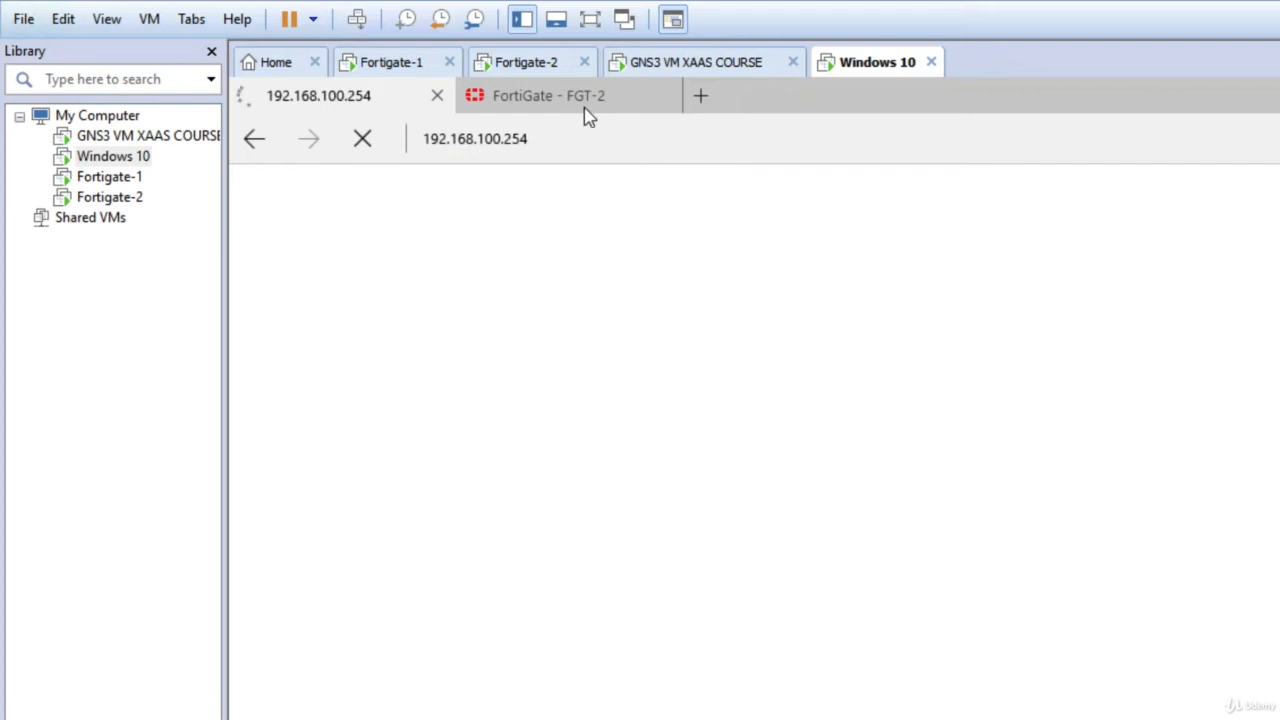 File Edit View VM Tabs Help
Library
Type here to search
My Computer
GNS3 VM XAAS COURSE
Windows 10
Fortigate-1
Fortigate-2
Shared VMs
Home Fortigate-1 Fortigate-2 GNS3 VM XAAS COURSE Windows 10
192.168.100.254 FortiGate - FGT-2
192.168.100.254
Udemy